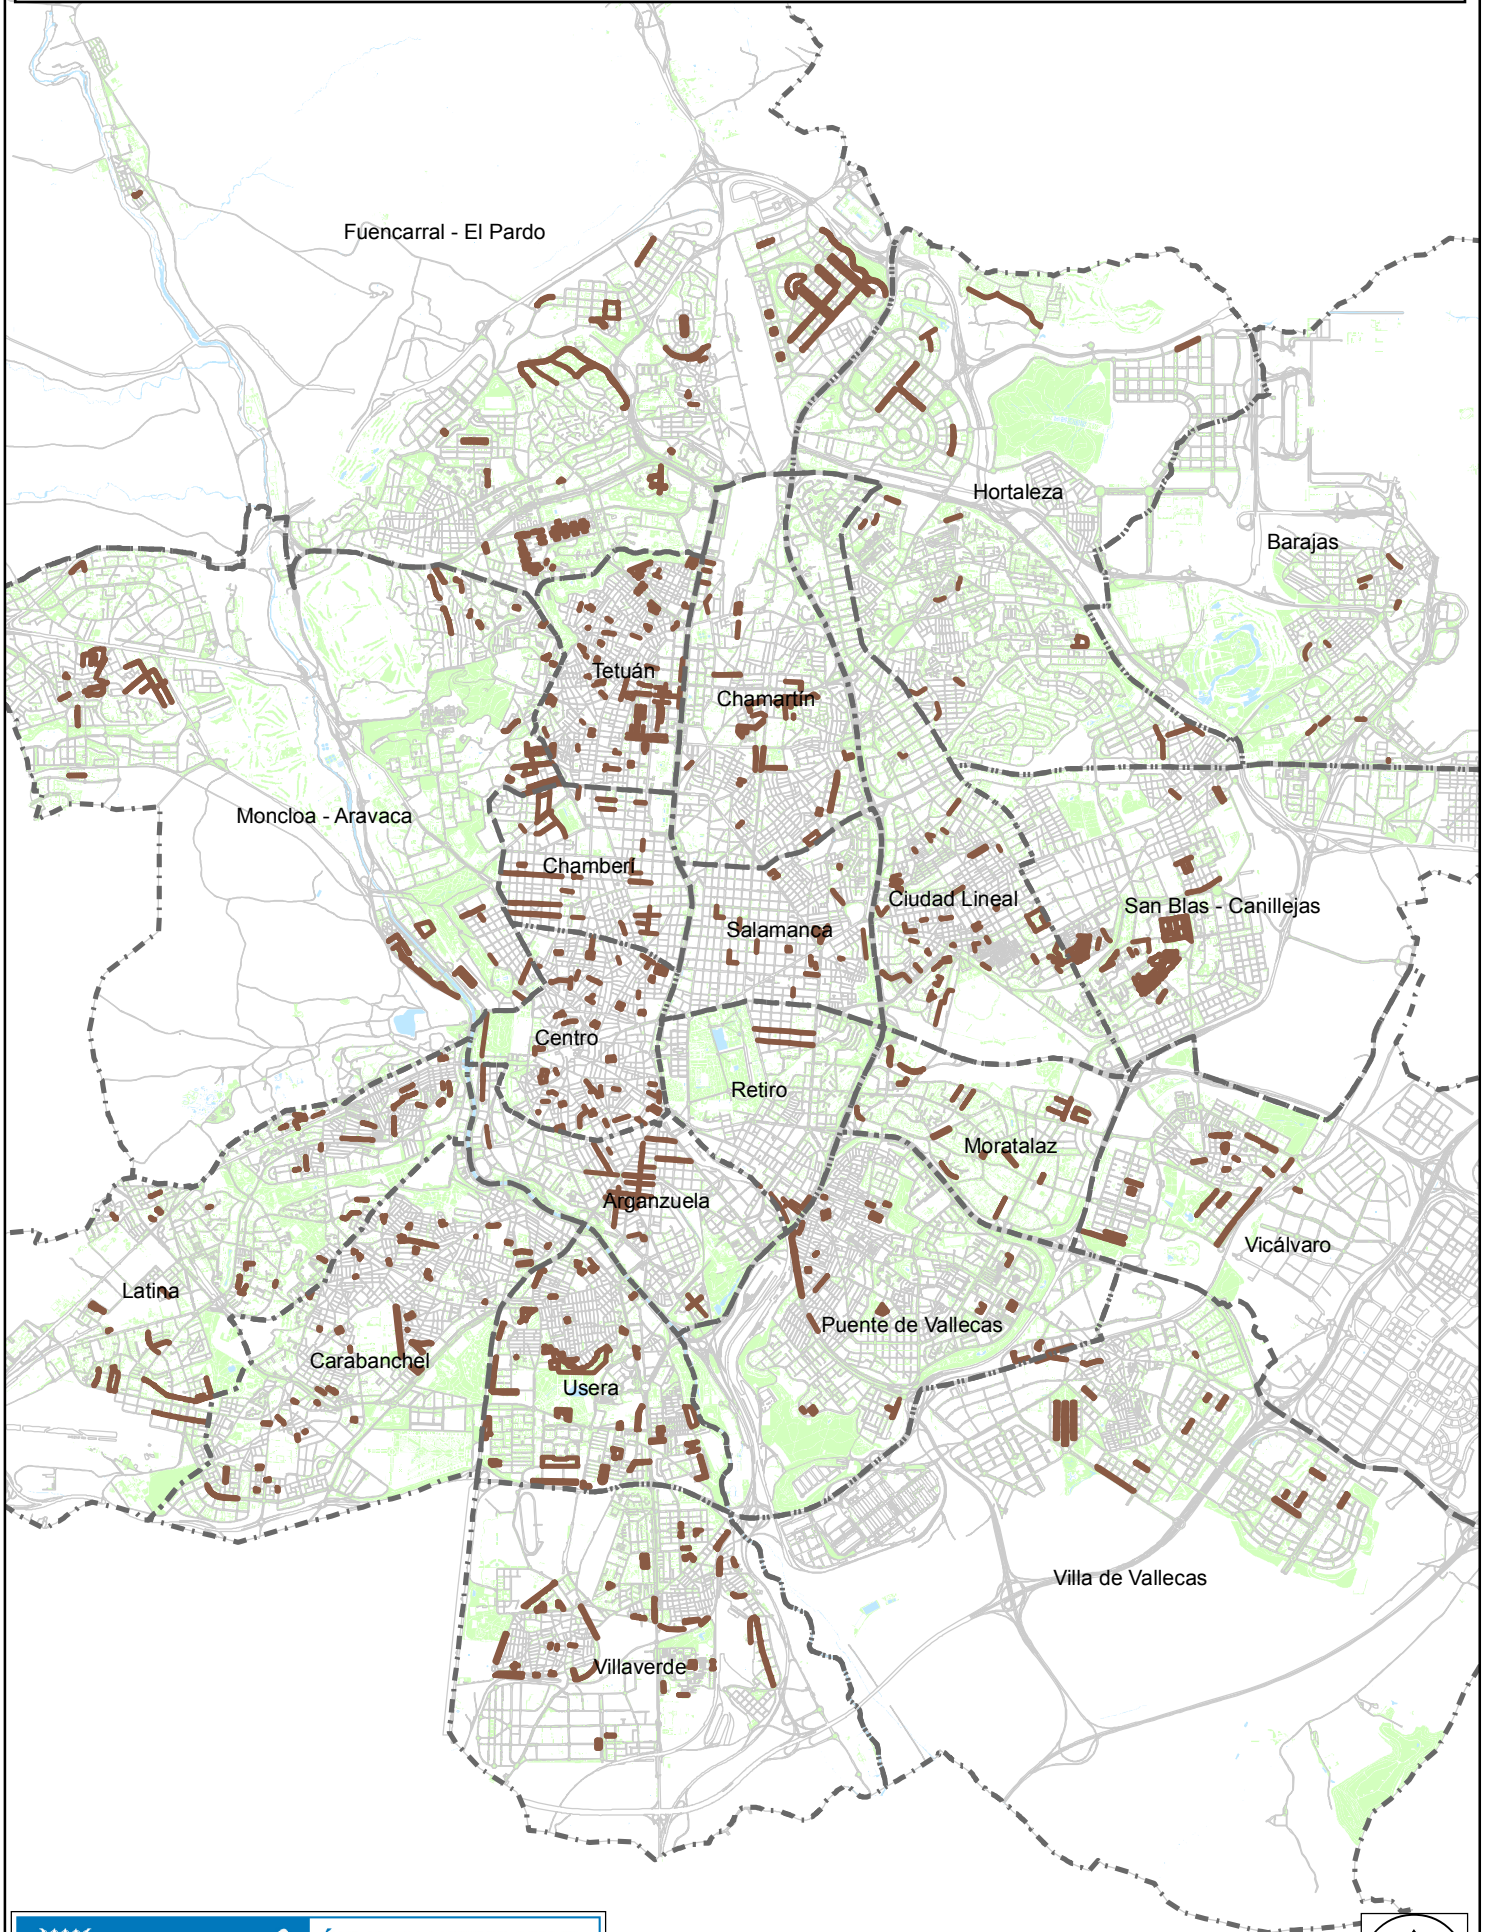 Fuencarral - El Pardo
Hortaleza
Barajas
Tetuán
Chamartín
Moncloa - Aravaca
Chamberí
Ciudad Lineal
San Blas - Canillejas
Salamanca
Centro
Retiro
Moratalaz
Arganzuela
Vicálvaro
Latina
Puente de Vallecas
Carabanchel
Usera
Villa de Vallecas
Villaverde